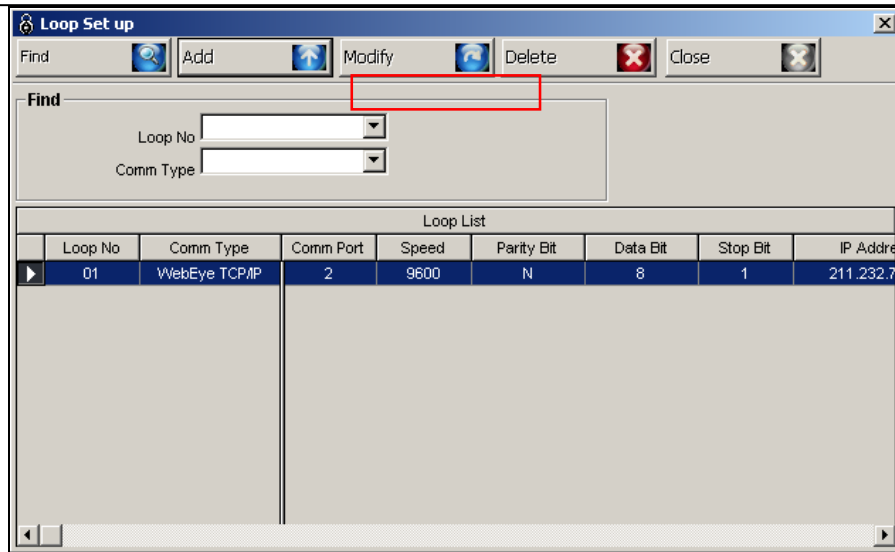 Loop Set up
Find Add Modify Delete Close
Find
Loop No
Comm Type
Loop List
Loop No Comm Type Comm Port Speed Parity Bit Data Bit Stop Bit IP Addre
01 WebEye TCP/IP 2 9600 N 8 1 211.232.7